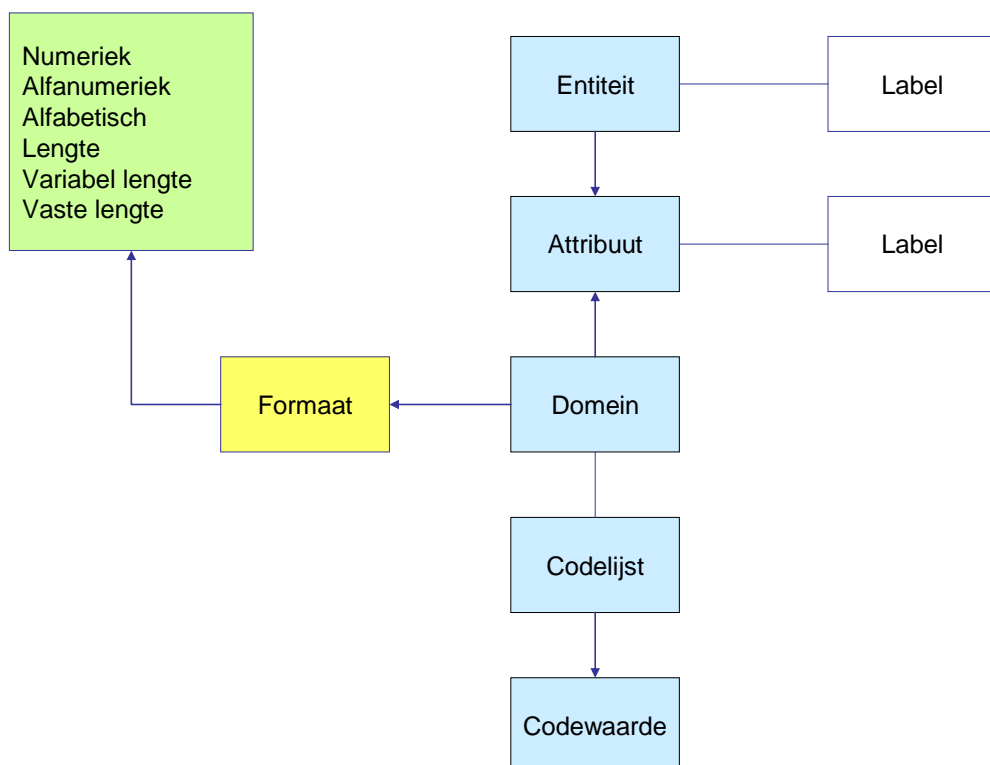 Numeriek
Alfanumeriek
Alfabetisch
Lengte
Variabel lengte
Vaste lengte
Entiteit
Label
Attribuut
Label
Formaat
Domein
Codelijst
Codewaarde